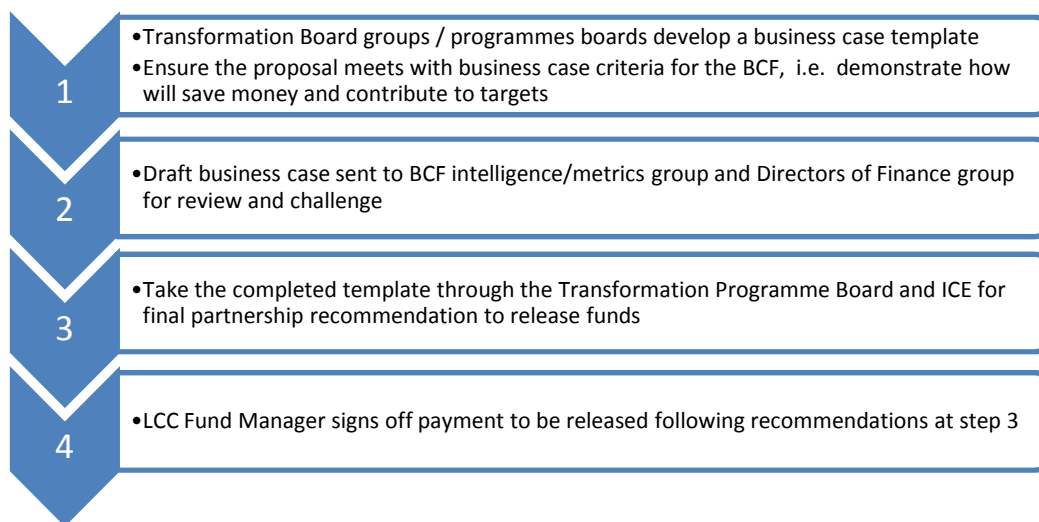 •Transformation Board groups / programmes boards develop a business case template
•Ensure the proposal meets with business case criteria for the BCF, i.e. demonstrate how
will save money and contribute to targets
1
•Draft business case sent to BCF intelligence/metrics group and Directors of Finance group
for review and challenge
2
•Take the completed template through the Transformation Programme Board and ICE for
final partnership recommendation to release funds
3
•LCC Fund Manager signs off payment to be released following recommendations at step 3
4